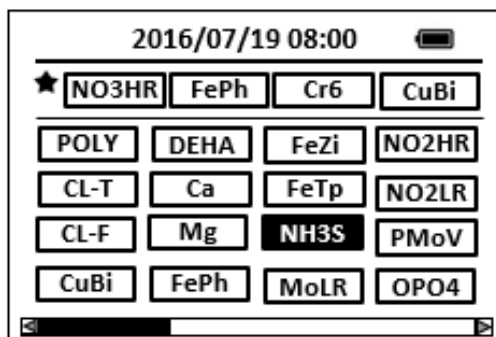 2016/07/19 08:00
NO3HR FePh Cr6 CuBi
POLY DEHA FeZi NO2HR
CL-T Ca FeTp NO2LR
CL-F Mg NH3S PMoV
CuBi FePh MoLR OPO4